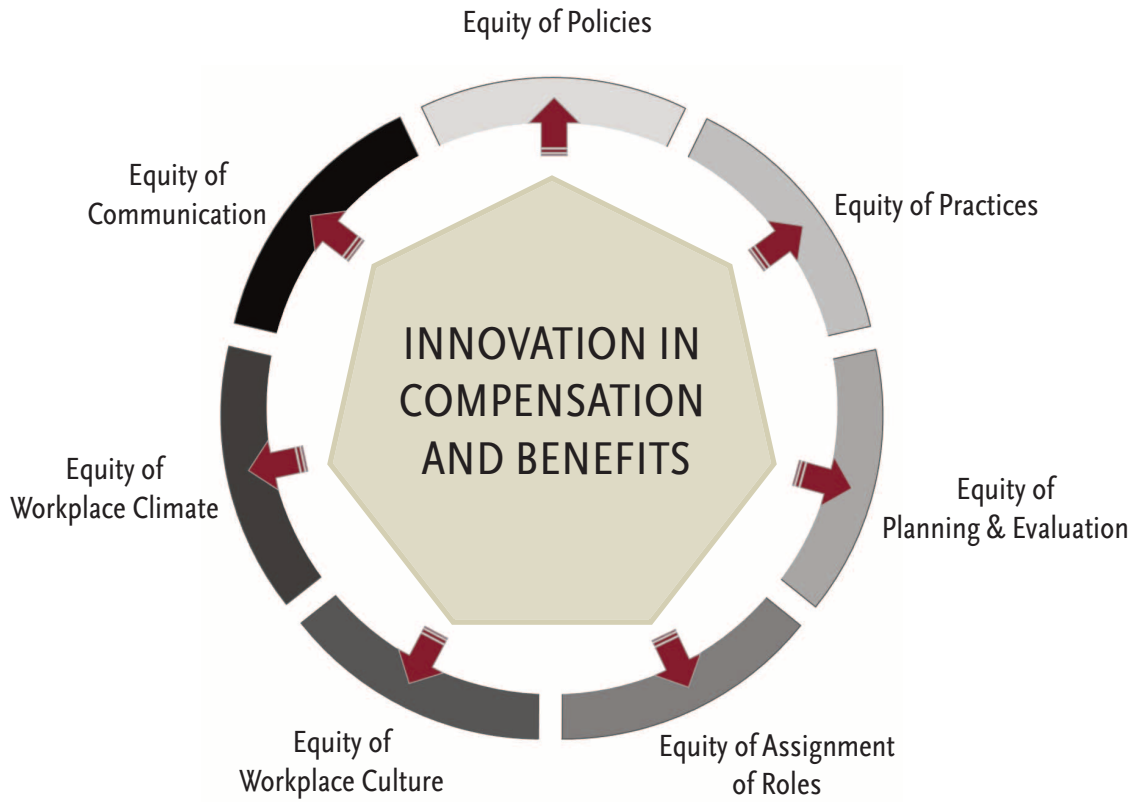 Equity of Policies
Equity of Practices
Equity of
Planning & Evaluation
Equity of Assignment
of Roles
Equity of
Workplace Culture
Equity of
Workplace Climate
Equity of
Communication
INNOVATION IN
COMPENSATION
AND BENEFITS